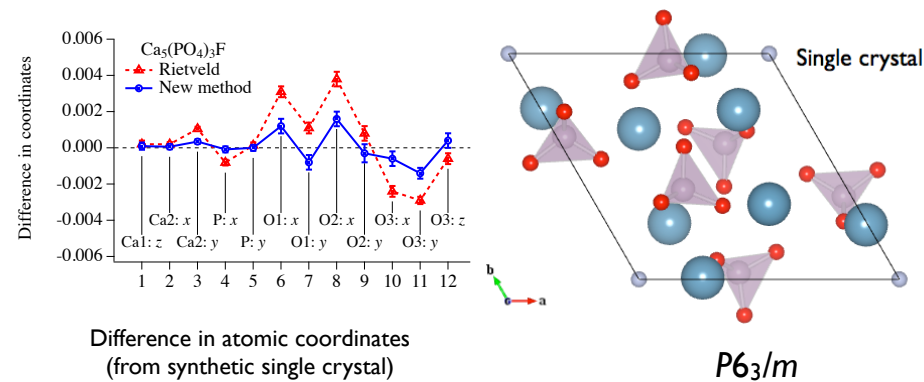 0.006
0.004
0.002
0.000
-0.002
-0.004
-0.006
Difference in coordinates
Ca5(PO4)3F
Rietveld
New method
Ca2: x
P: x
O1: x
O2: x
O3: x
O3: z
Ca1: z
Ca2: y
P: y
O1: y
O2: y
O3: y
1 2 3 4 5 6 7 8 9 10 11 12
Difference in atomic coordinates
(from synthetic single crystal)
Single crystal
b
a
P6₃/m